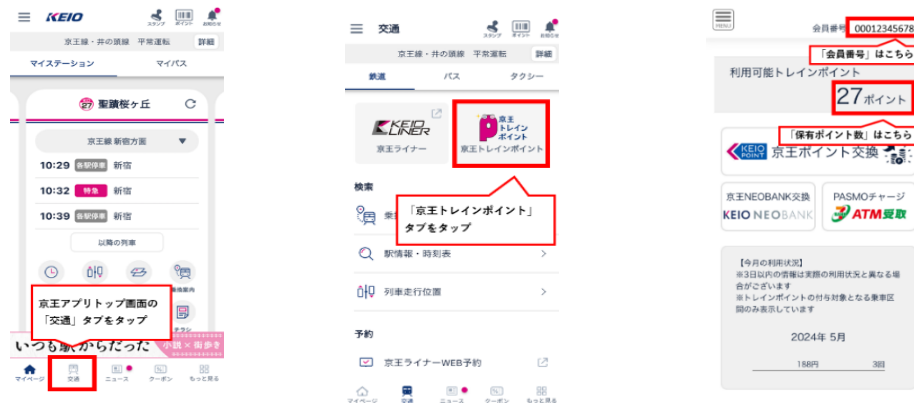 KEIO
スタンプ
ポイント
お知らせ
京王線・井の頭線 平常運転
詳細
マイステーション
マイバス
27 聖蹟桜ヶ丘
京王線 新宿方面 ▼
10:29 各駅停車 新宿
10:32 特急 新宿
10:39 各駅停車 新宿
以降の列車
京王アプリトップ画面の
「交通」タブをタップ
いつも駅からだった
小説×街歩き
マイページ
交通
ニュース
クーポン
もっと見る
交通
スタンプ
ポイント
お知らせ
京王線・井の頭線 平常運転
詳細
鉄道
バス
タクシー
KEIO
LINER
京王ライナー
京王
トレイン
ポイント
京王トレインポイント
検索
「京王トレインポイント」
タブをタップ
駅情報・時刻表
列車走行位置
予約
京王ライナーWEB予約
マイページ
交通
ニュース
クーポン
もっと見る
MENU
会員番号 00012345678
「会員番号」はこちら
利用可能トレインポイント
27ポイント
「保有ポイント数」はこちら
KEIO
POINT
京王ポイント交換
京王NEOBANK交換
KEIO NEOBANK
PASMOチャージ
ATM受取
【今月の利用状況】
※3日以内の情報は実際の利用状況と異なる場
合がございます
※トレインポイントの付与対象となる乗車区
間のみ表示しています
2024年 5月
188円
3回